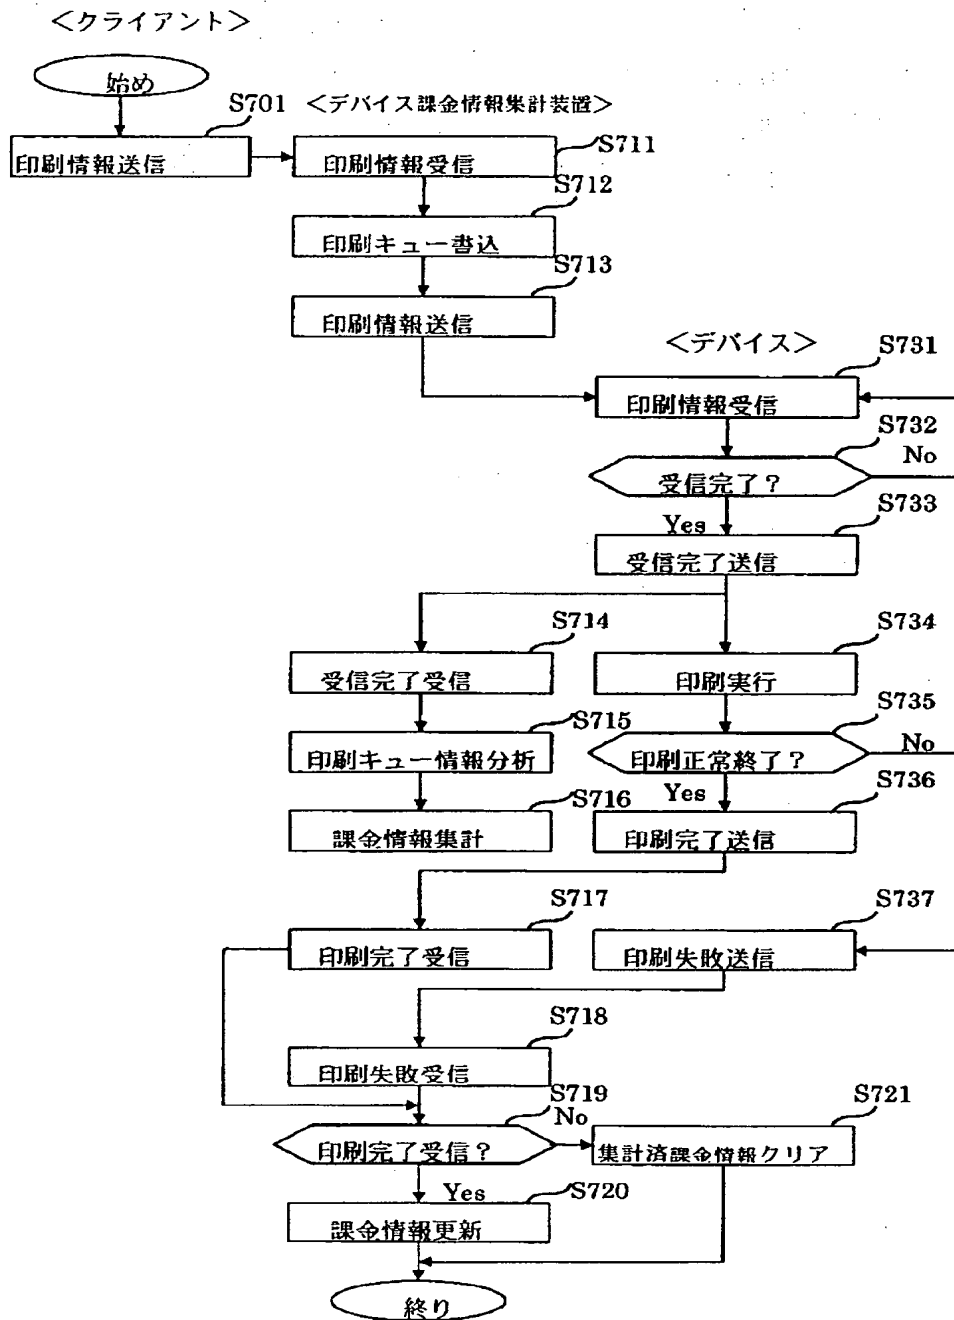 <クライアント>
始め
S701
<デバイス課金情報集計装置>
印刷情報送信
S711
印刷情報受信
S712
印刷キュー書込
S713
印刷情報送信
<デバイス>
S731
印刷情報受信
S732
No
受信完了?
Yes
S733
受信完了送信
S714
S734
受信完了受信
印刷実行
S715
S735
印刷キュー情報分析
印刷正常終了?
No
Yes
S716
S736
課金情報集計
印刷完了送信
S717
S737
印刷完了受信
印刷失敗送信
S718
印刷失敗受信
S719
No
S721
印刷完了受信?
集計済課金情報クリア
Yes
S720
課金情報更新
終り